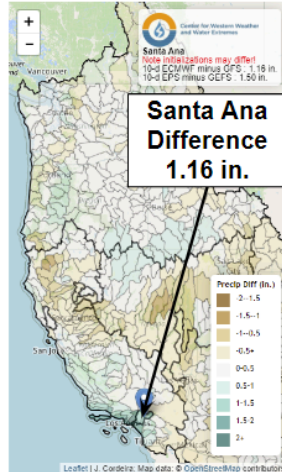 +
−
Center for Western Weather
and Water Extremes
Santa Ana
Note initializations may differ!
10-d ECMWF minus GFS : 1.16 in.
10-d EPS minus GEFS : 1.50 in.
Vancouver
Santa Ana
Difference
1.16 in.
Precip Diff (in.)
-2--1.5
-1.5--1
-1--0.5
-0.5+
0-0.5
0.5-1
1-1.5
1.5-2
2+
San Jo
Tijuana
Leaflet | J. Cordeira; Map data: © OpenStreetMap contributor